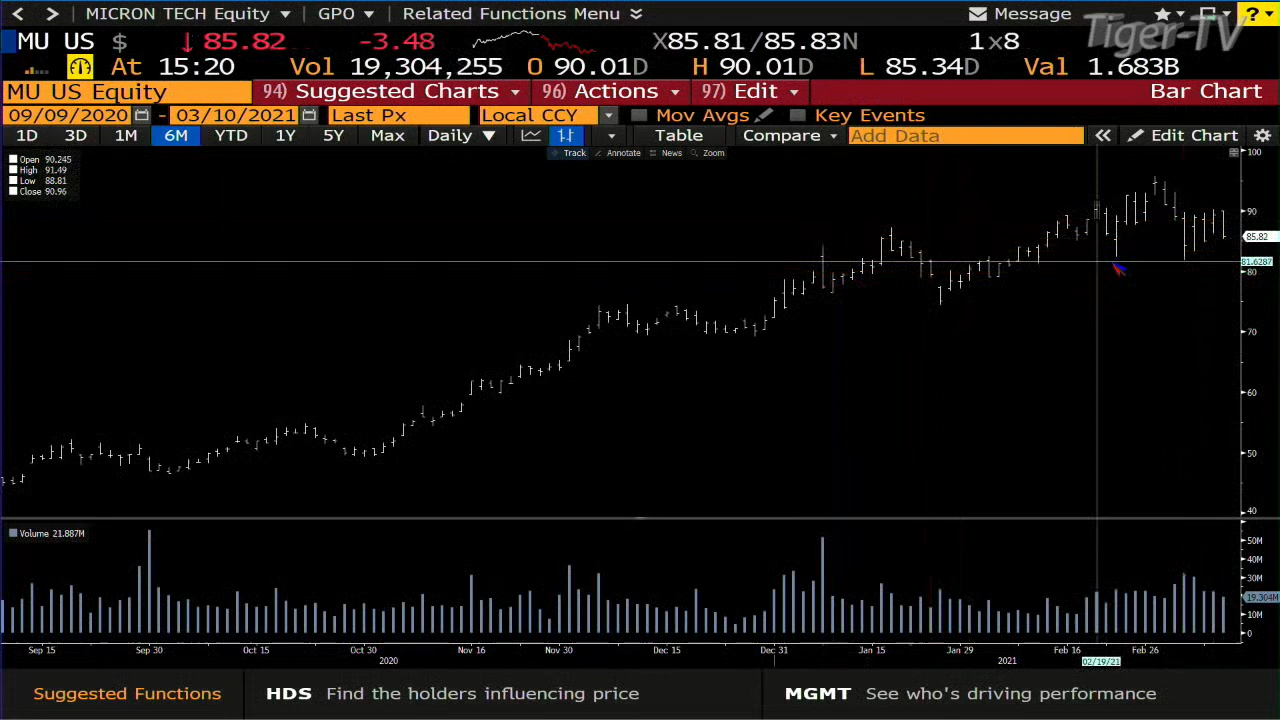 MICRON TECH Equity GPO Related Functions Menu Message ?
Tiger-TV
MU US $ ↓ 85.82 -3.48 X85.81/85.83N 1x8
At 15:20 Vol 19,304,255 O 90.01D H 90.01D L 85.34D Val 1.683B
MU US Equity 94) Suggested Charts 96) Actions 97) Edit Bar Chart
09/09/2020 - 03/10/2021 Last Px Local CCY Mov Avgs Key Events
1D 3D 1M 6M YTD 1Y 5Y Max Daily ▼ Table Compare Add Data « Edit Chart
Track Annotate News Zoom
Open 90.245
High 91.49
Low 88.81
Close 90.96
100
90
85.82
81.6287
80
70
60
50
40
Volume 21.887M
50M
40M
30M
19.304M
10M
0
Sep 15 Sep 30 Oct 15 Oct 30 Nov 16 Nov 30 Dec 15 Dec 31 Jan 15 Jan 29 Feb 16 Feb 26
2020 2021 02/19/21
Suggested Functions HDS Find the holders influencing price MGMT See who's driving performance